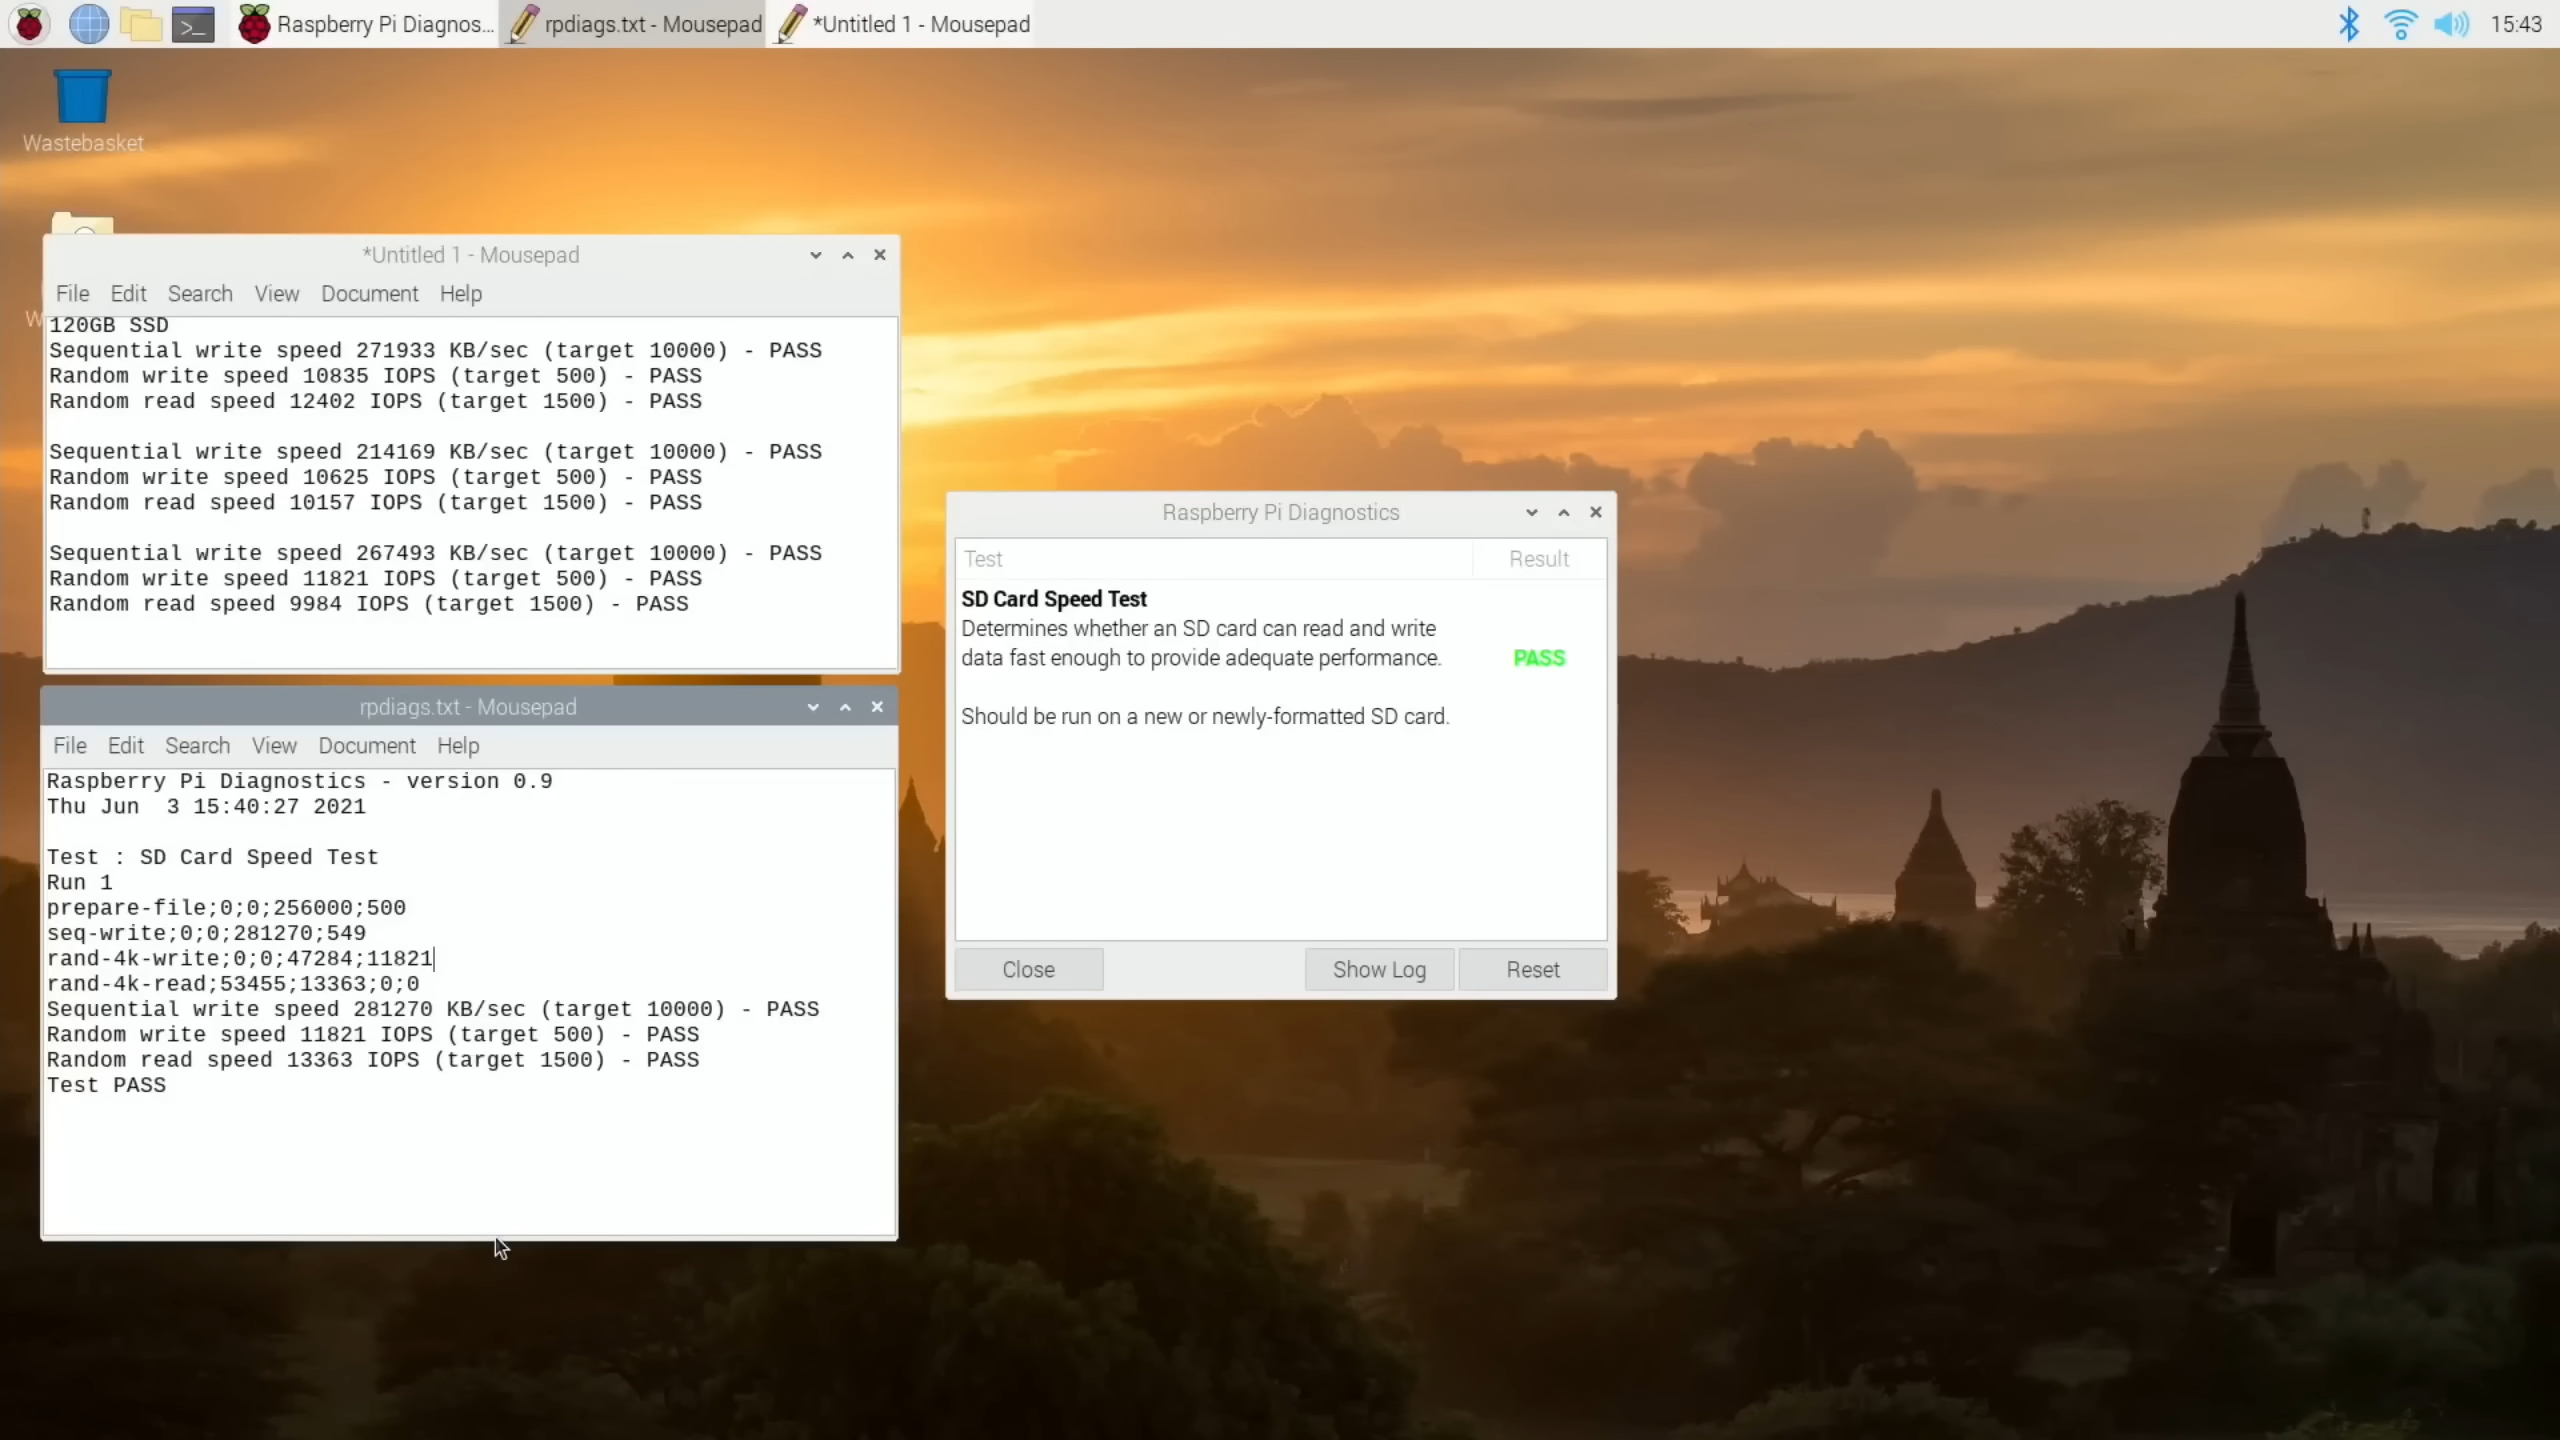 Raspberry Pi Diagnos...
rpdiags.txt - Mousepad
*Untitled 1 - Mousepad
15:43
Wastebasket
W
*Untitled 1 - Mousepad
File Edit Search View Document Help
120GB SSD
Sequential write speed 271933 KB/sec (target 10000) - PASS
Random write speed 10835 IOPS (target 500) - PASS
Random read speed 12402 IOPS (target 1500) - PASS
Sequential write speed 214169 KB/sec (target 10000) - PASS
Random write speed 10625 IOPS (target 500) - PASS
Random read speed 10157 IOPS (target 1500) - PASS
Sequential write speed 267493 KB/sec (target 10000) - PASS
Random write speed 11821 IOPS (target 500) - PASS
Random read speed 9984 IOPS (target 1500) - PASS
rpdiags.txt - Mousepad
File Edit Search View Document Help
Raspberry Pi Diagnostics - version 0.9
Thu Jun  3 15:40:27 2021
Test : SD Card Speed Test
Run 1
prepare-file;0;0;256000;500
seq-write;0;0;281270;549
rand-4k-write;0;0;47284;11821
rand-4k-read;53455;13363;0;0
Sequential write speed 281270 KB/sec (target 10000) - PASS
Random write speed 11821 IOPS (target 500) - PASS
Random read speed 13363 IOPS (target 1500) - PASS
Test PASS
Raspberry Pi Diagnostics
Test Result
SD Card Speed Test
Determines whether an SD card can read and write
data fast enough to provide adequate performance. PASS
Should be run on a new or newly-formatted SD card.
Close Show Log Reset